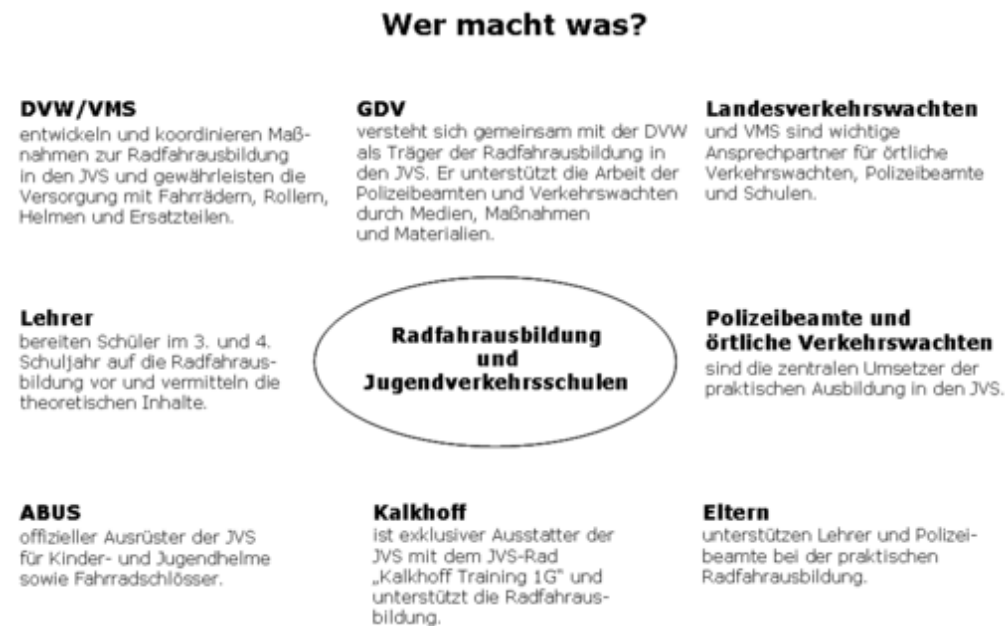 Wer macht was?
DVW/VMS
entwickeln und koordinieren Maß-
nahmen zur Radfahrausbildung
in den JVS und gewährleisten die
Versorgung mit Fahrrädern, Rollern,
Helmen und Ersatzteilen.
GDV
versteht sich gemeinsam mit der DVW
als Träger der Radfahrausbildung in
den JVS. Er unterstützt die Arbeit der
Polizeibeamten und Verkehrswachten
durch Medien, Maßnahmen
und Materialien.
Landesverkehrswachten
und VMS sind wichtige
Ansprechpartner für örtliche
Verkehrswachten, Polizeibeamte
und Schulen.
Lehrer
bereiten Schüler im 3. und 4.
Schuljahr auf die Radfahraus-
bildung vor und vermitteln die
theoretischen Inhalte.
Radfahrausbildung
und
Jugendverkehrsschulen
Polizeibeamte und
örtliche Verkehrswachten
sind die zentralen Umsetzer der
praktischen Ausbildung in den JVS.
ABUS
offizieller Ausrüster der JVS
für Kinder- und Jugendhelme
sowie Fahrradschlösser.
Kalkhoff
ist exklusiver Ausstatter der
JVS mit dem JVS-Rad
„Kalkhoff Training 1G" und
unterstützt die Radfahraus-
bildung.
Eltern
unterstützen Lehrer und Polizei-
beamte bei der praktischen
Radfahrausbildung.